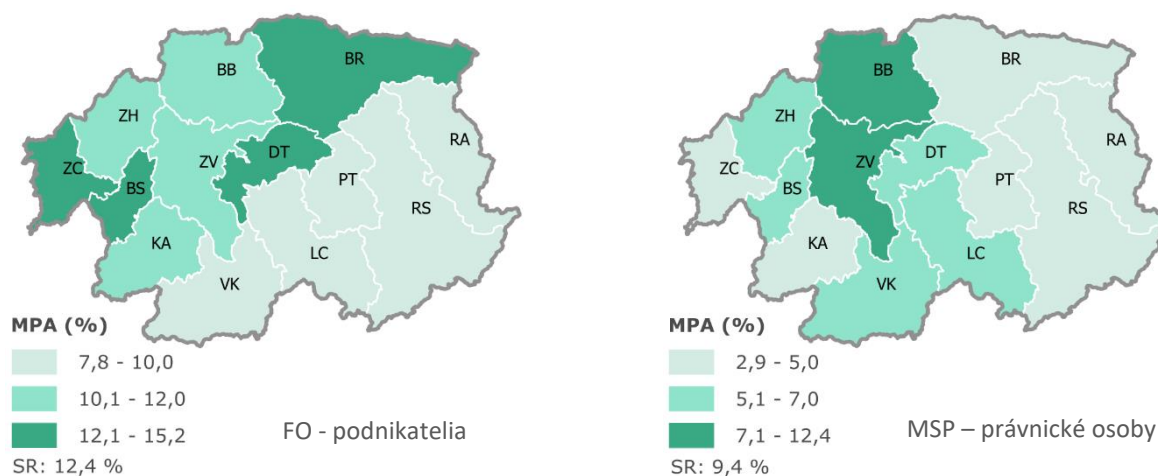 BB
BR
ZH
RA
ZC
ZV
DT
BS
PT
RS
KA
LC
VK
MPA (%)
7,8 - 10,0
10,1 - 12,0
12,1 - 15,2
SR: 12,4 %
FO - podnikatelia
BB
BR
ZH
RA
ZC
ZV
DT
BS
PT
RS
KA
LC
VK
MPA (%)
2,9 - 5,0
5,1 - 7,0
7,1 - 12,4
SR: 9,4 %
MSP – právnické osoby